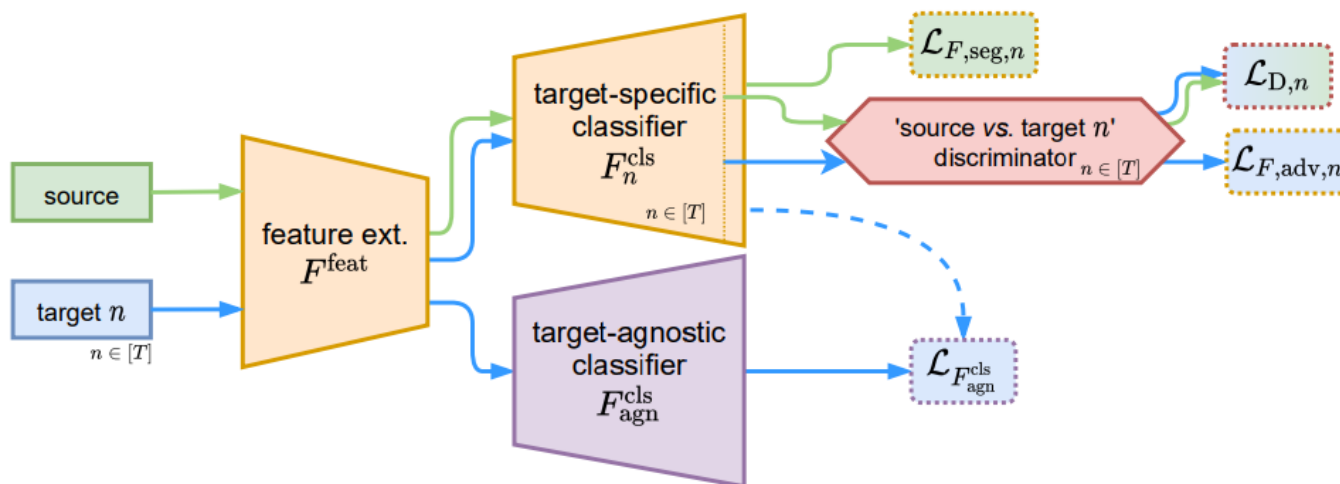 source
target n
n ∈ [T]
feature ext.
F^feat
target-specific
classifier
F_n^cls
n ∈ [T]
target-agnostic
classifier
F_agn^cls
'source vs. target n'
discriminator
n ∈ [T]
ℒ_F,seg,n
ℒ_D,n
ℒ_F,adv,n
ℒ_F_agn^cls